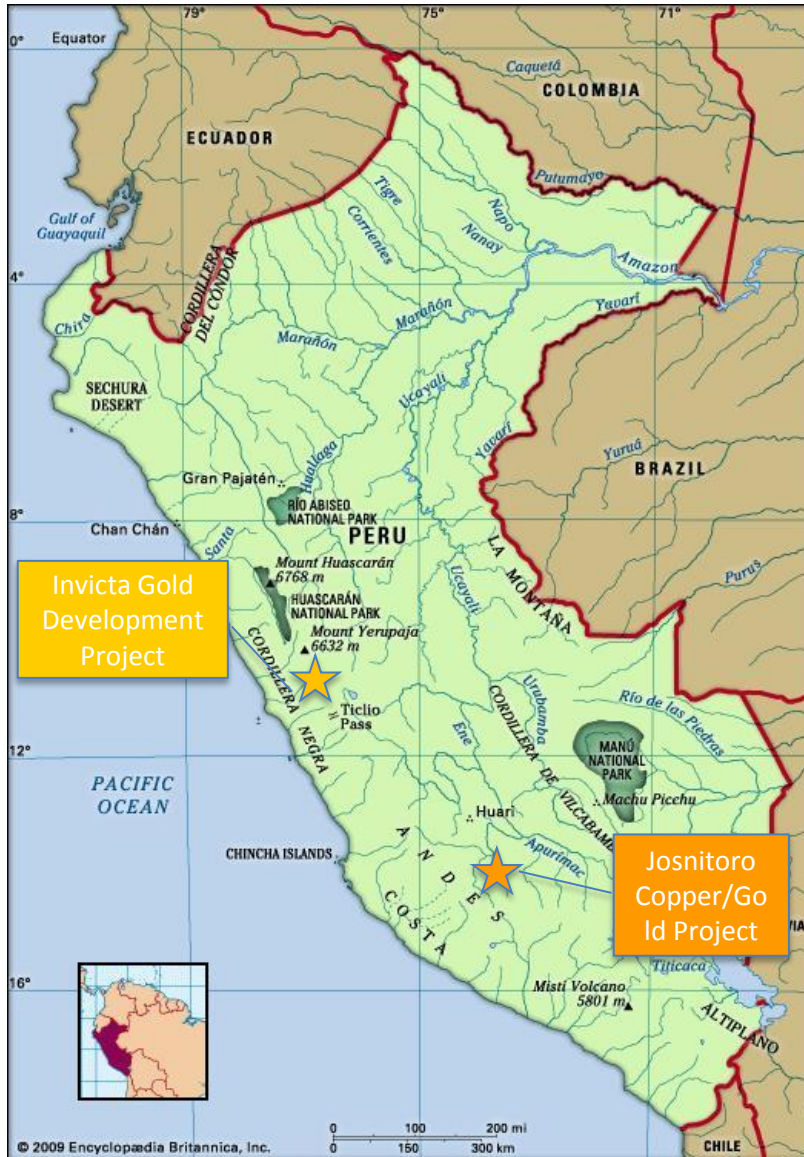 79°
75°
71°
0°
Equator
Caquetá
COLOMBIA
ECUADOR
Putumayo
Gulf of
Guayaquil
Tigre
Napo
Corrientes
Nanay
Amazon
4°
CORDILLERA
DEL CONDOR
Chira
Marañón
Marañón
Yavarí
SECHURA
DESERT
Ucayali
Yavarí
Yuruá
BRAZIL
Huallaga
Gran Pajatén
RÍO ABISEO
NATIONAL PARK
8°
Chan Chán
Santa
PERU
LA MONTAÑA
Purus
Mount Huascarán
6768 m
Invicta Gold
Development
Project
HUASCARÁN
NATIONAL PARK
Ucayali
Mount Yerupaja
6632 m
CORDILLERA NEGRA
Ticlio
Pass
Urubamba
Río de las Piedras
Ene
CORDILLERA DE VILCABAMB
12°
MANÚ
NATIONAL
PARK
PACIFIC
OCEAN
Machu Picchu
Huari
CHINCHA ISLANDS
ANDES
Apurímac
Josnitoro
Copper/Go
ld Project
COSTA
VIA
Titicaca
16°
Misti Volcano
5801 m
ALTIPLANO
0 100 200 mi
0 150 300 km
© 2009 Encyclopædia Britannica, Inc.
CHILE